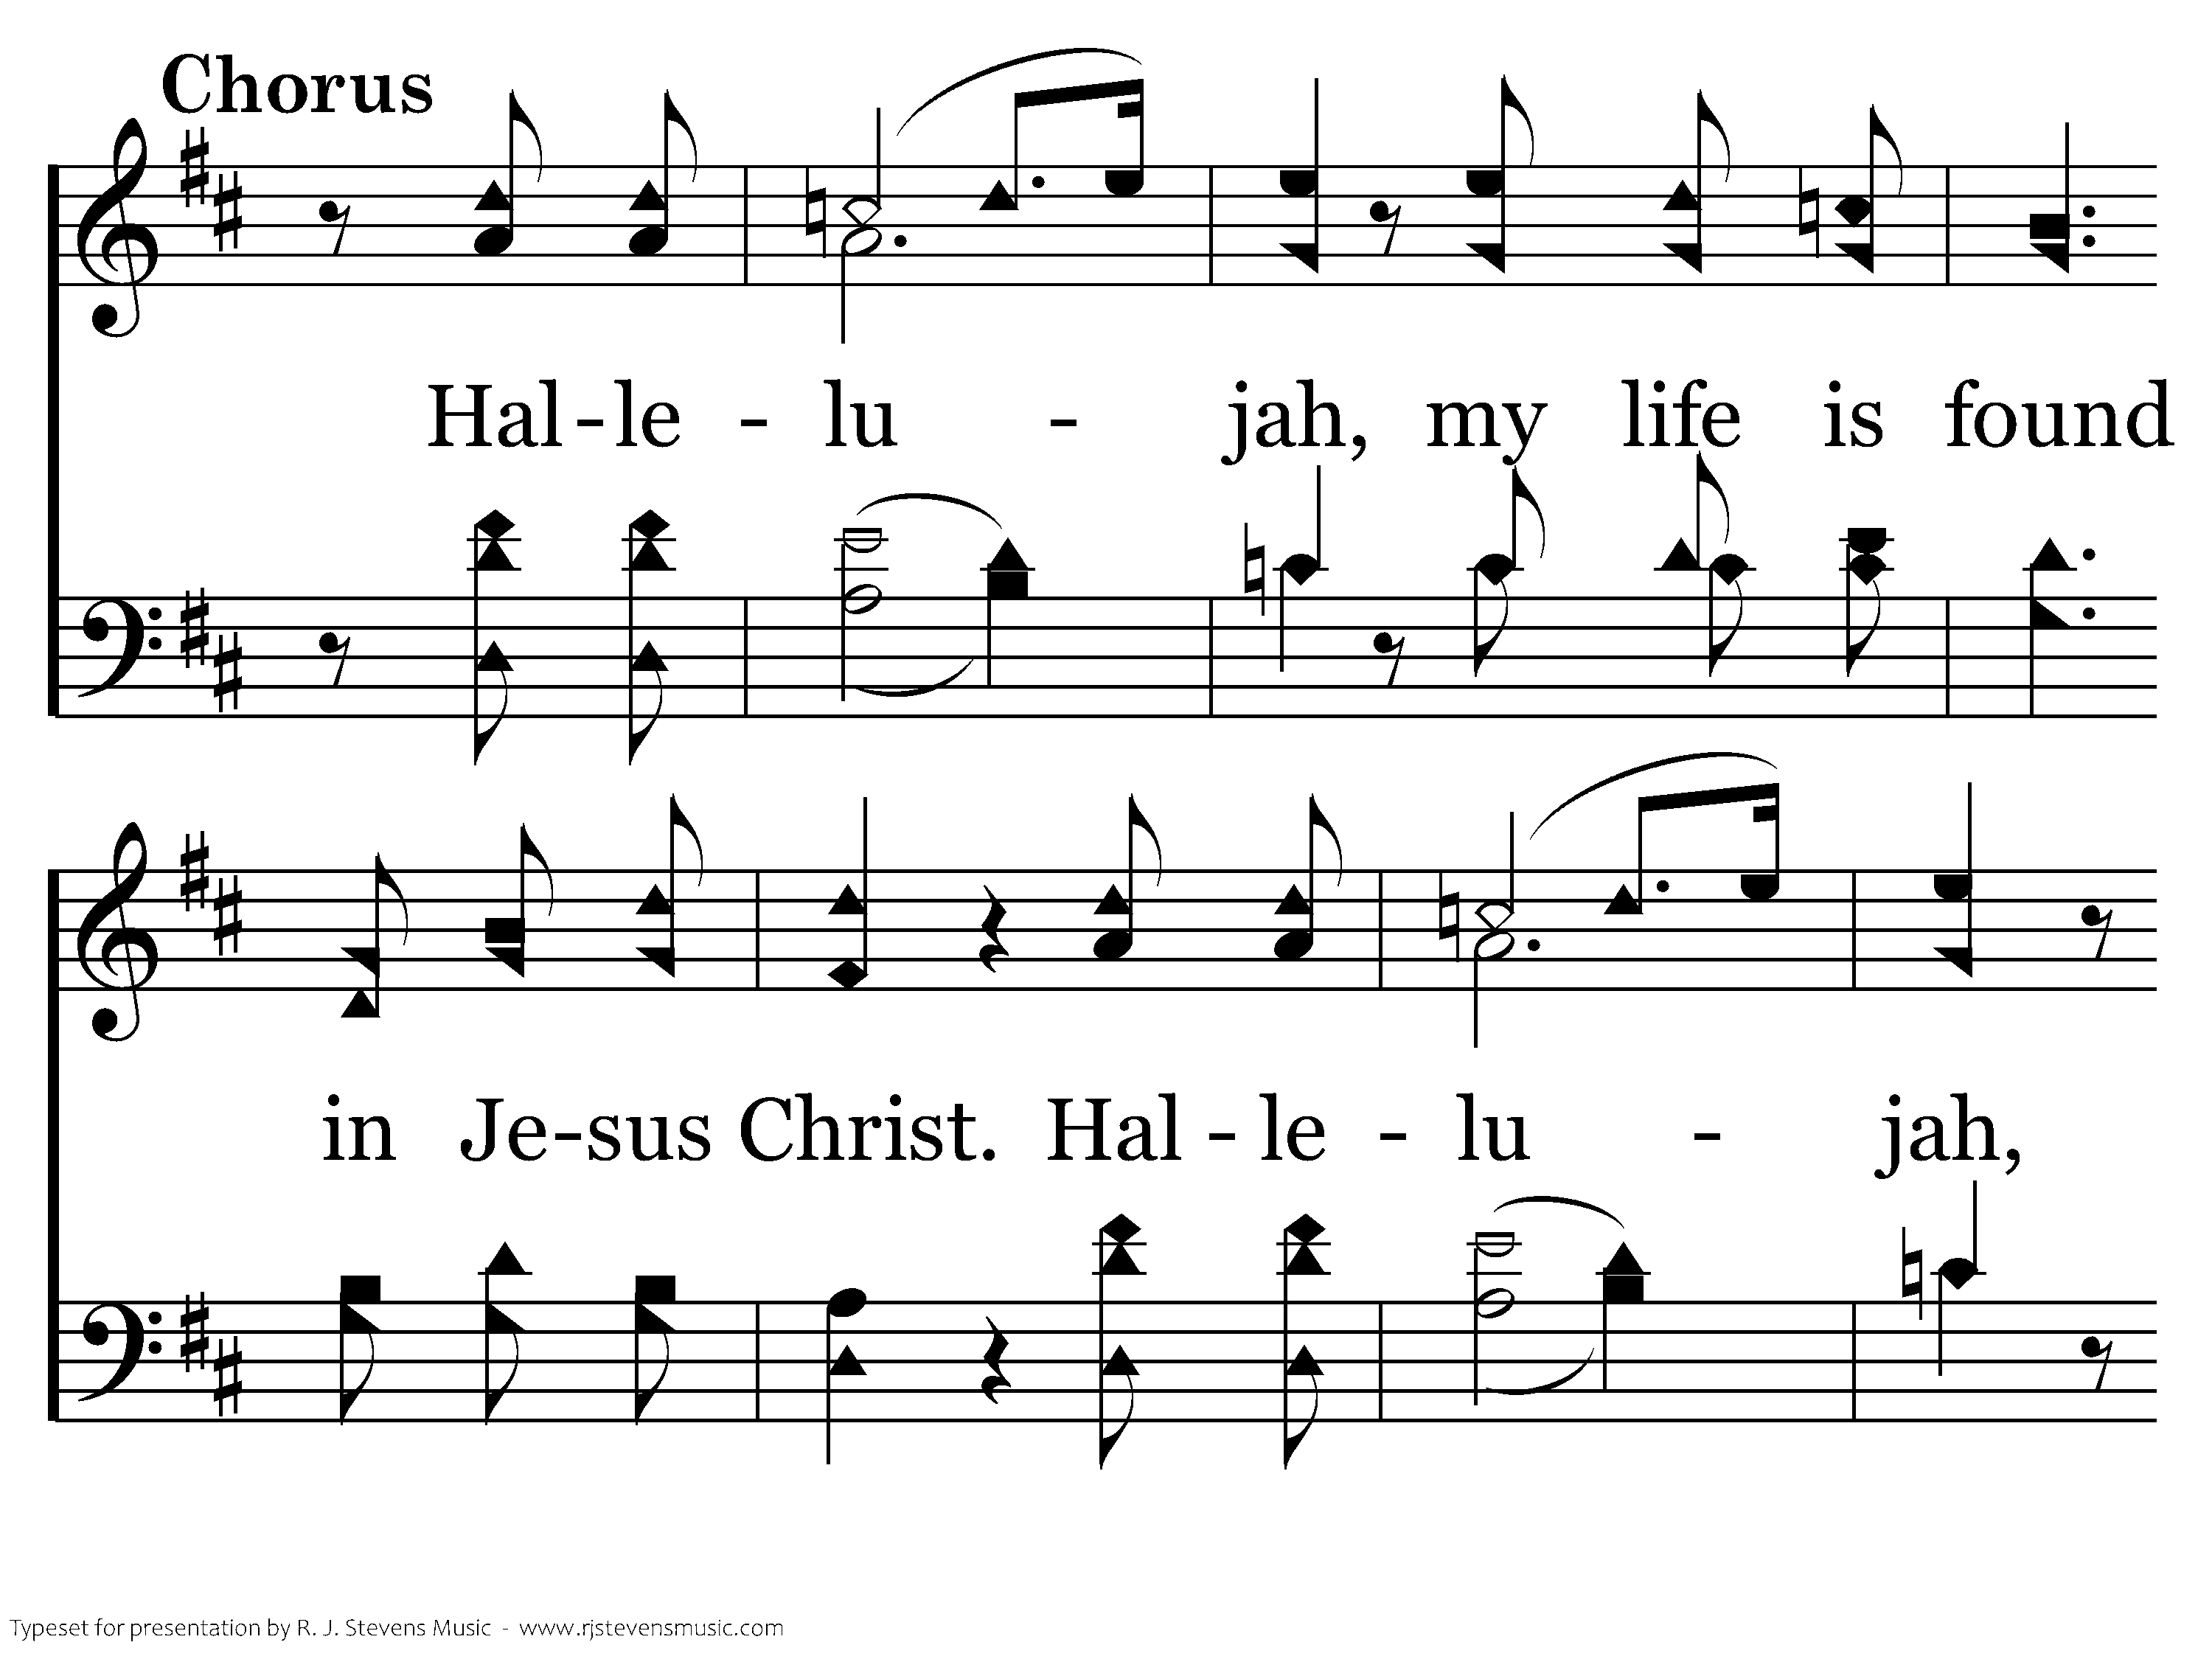 Chorus
Hal - le - lu - jah, my life is found
in Je - sus Christ. Hal - le - lu - jah,
Typeset for presentation by R. J. Stevens Music - www.rjstevensmusic.com